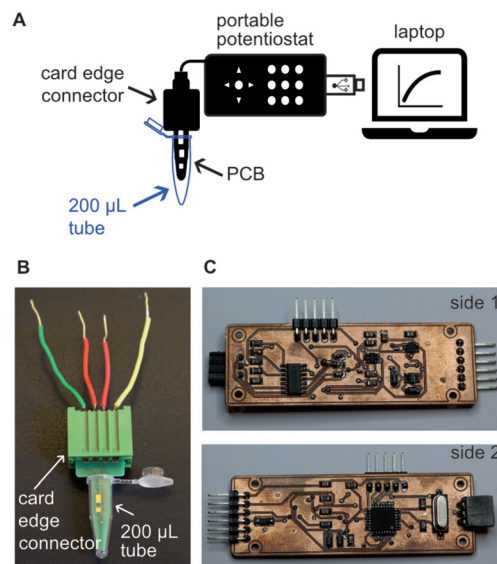 A
portable
potentiostat
laptop
card edge
connector
PCB
200 µL
tube
B
card
edge
connector
200 µL
tube
C
side 1
side 2